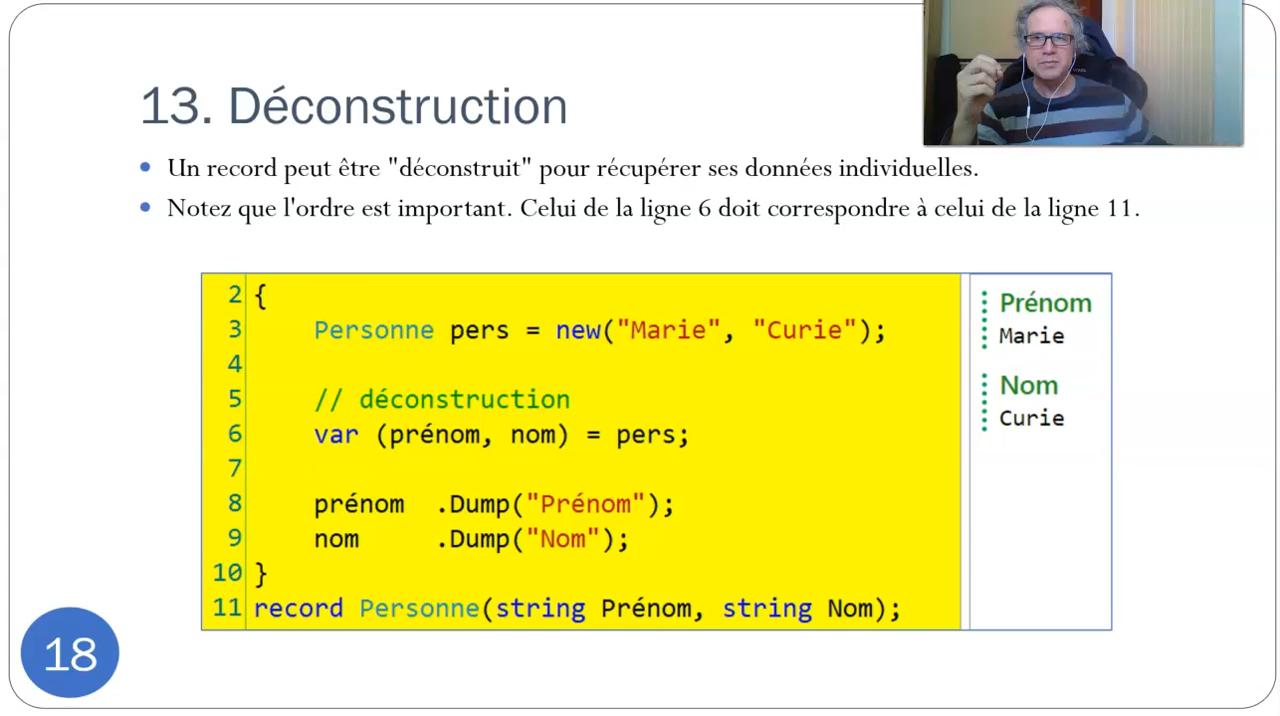 13. Déconstruction
Un record peut être "déconstruit" pour récupérer ses données individuelles.
Notez que l'ordre est important. Celui de la ligne 6 doit correspondre à celui de la ligne 11.
2 {
3 Personne pers = new("Marie", "Curie");
4
5 // déconstruction
6 var (prénom, nom) = pers;
7
8 prénom .Dump("Prénom");
9 nom .Dump("Nom");
10 }
11 record Personne(string Prénom, string Nom);
Prénom
Marie
Nom
Curie
18